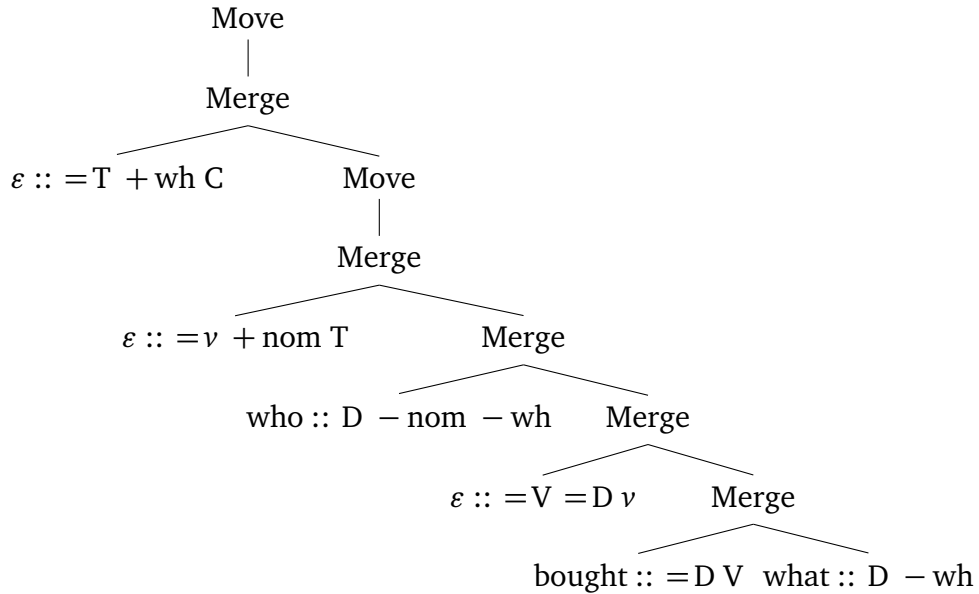 Move
Merge
ε :: =T +wh C Move
Merge
ε :: =v +nom T Merge
who :: D −nom −wh Merge
ε :: =V =D v Merge
bought :: =D V what :: D −wh